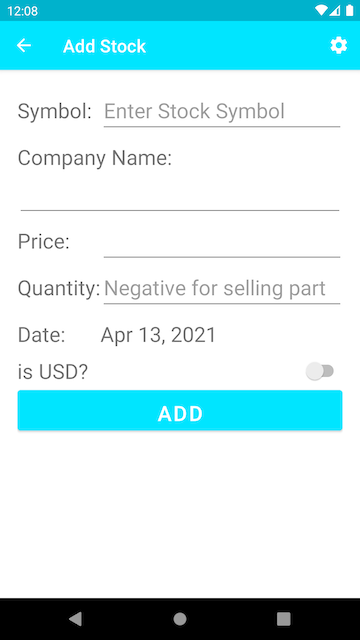 12:08
Add Stock
Symbol: Enter Stock Symbol
Company Name:
Price:
Quantity: Negative for selling part
Date: Apr 13, 2021
is USD?
ADD